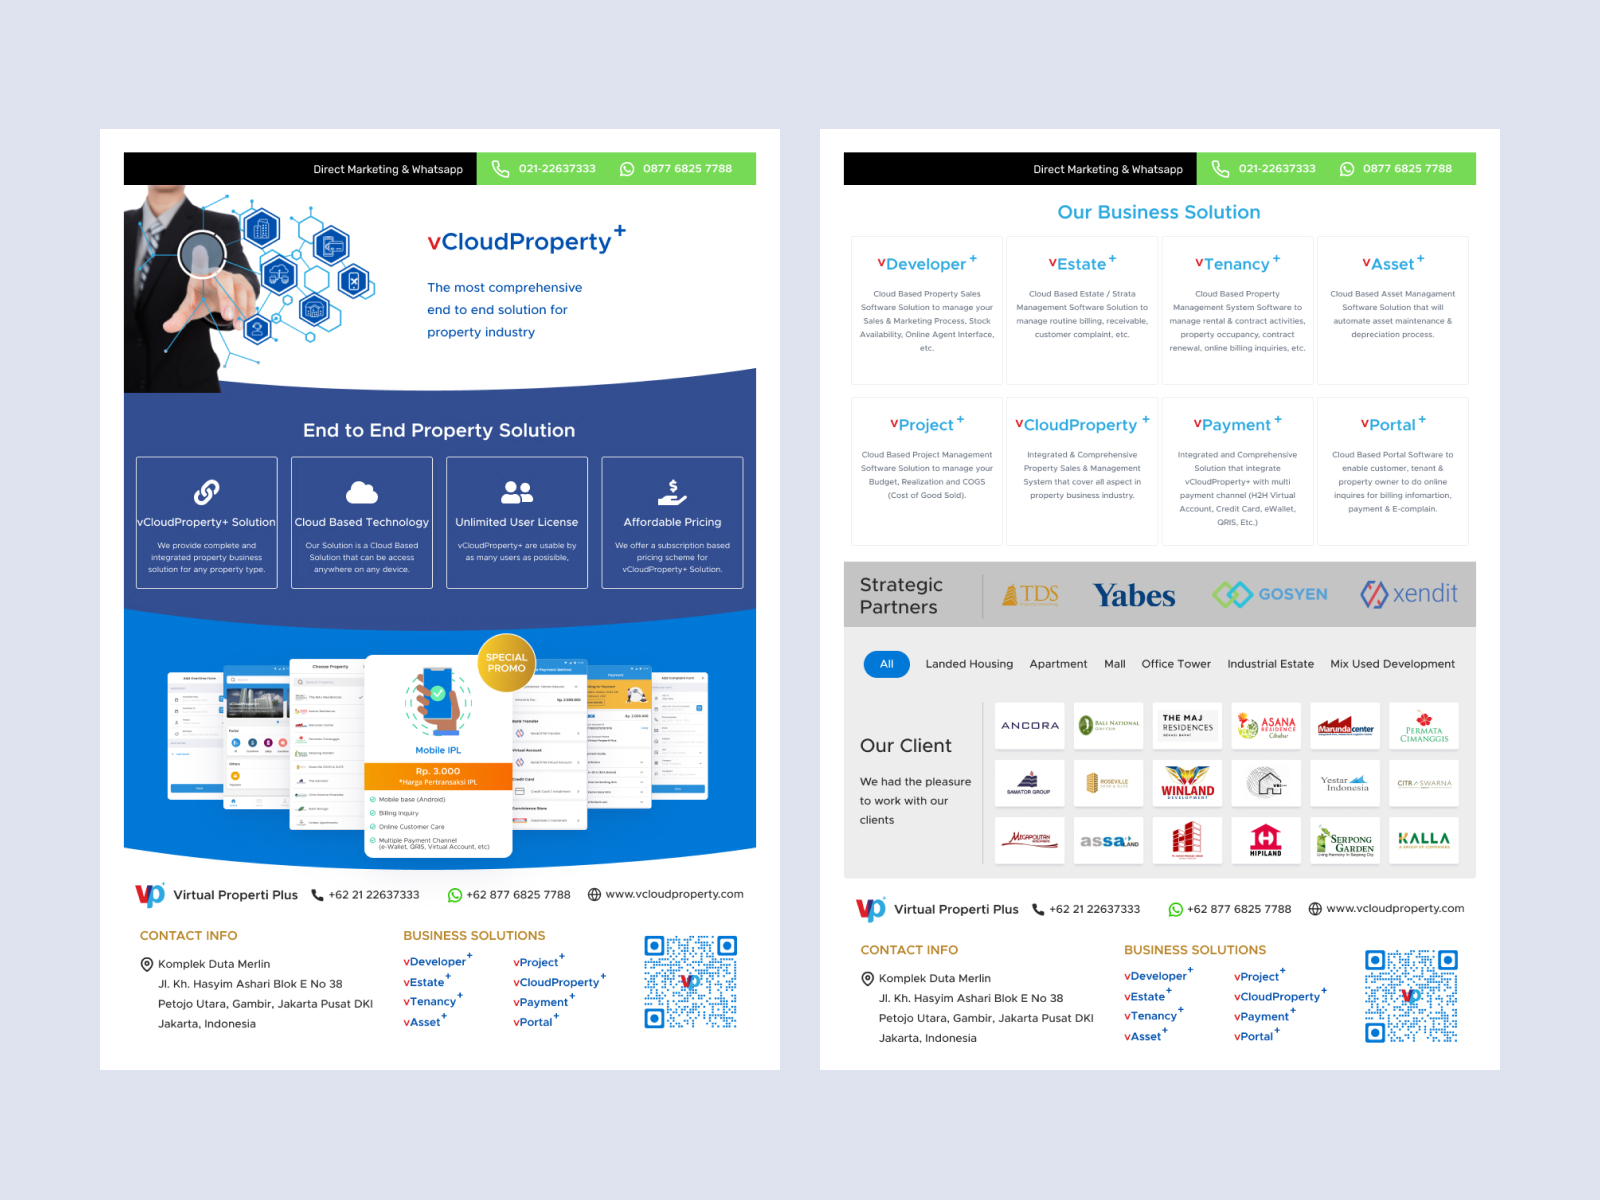 Direct Marketing & Whatsapp
021-22637333
0877 6825 7788
vCloudProperty+
The most comprehensive
end to end solution for
property industry
End to End Property Solution
vCloudProperty+ Solution
We provide complete and
integrated property business
solution for any property type.
Cloud Based Technology
Our Solution is a Cloud Based
Solution that can be access
anywhere on any device.
Unlimited User License
vCloudProperty+ are usable by
as many users as posisible,
Affordable Pricing
We offer a subscription based
pricing scheme for
vCloudProperty+ Solution.
SPECIAL
PROMO
Choose Property
Mobile IPL
Rp. 3.000
*Harga Pertransaksi IPL
Mobile base (Android)
Billing Inquiry
Online Customer Care
Multiple Payment Channel
(e-Wallet, QRIS, Virtual Account, etc)
vp Virtual Properti Plus
+62 21 22637333
+62 877 6825 7788
www.vcloudproperty.com
CONTACT INFO
Komplek Duta Merlin
Jl. Kh. Hasyim Ashari Blok E No 38
Petojo Utara, Gambir, Jakarta Pusat DKI
Jakarta, Indonesia
BUSINESS SOLUTIONS
vDeveloper+
vEstate+
vTenancy+
vAsset+
vProject+
vCloudProperty+
vPayment+
vPortal+
vp
Direct Marketing & Whatsapp
021-22637333
0877 6825 7788
Our Business Solution
vDeveloper+
Cloud Based Property Sales
Software Solution to manage your
Sales & Marketing Process, Stock
Availability, Online Agent Interface,
etc.
vEstate+
Cloud Based Estate / Strata
Management Software Solution to
manage routine billing, receivable,
customer complaint, etc.
vTenancy+
Cloud Based Property
Management System Software to
manage rental & contract activities,
property occupancy, contract
renewal, online billing inquiries, etc.
vAsset+
Cloud Based Asset Managament
Software Solution that will
automate asset maintenance &
depreciation process.
vProject+
Cloud Based Project Management
Software Solution to manage your
Budget, Realization and COGS
(Cost of Good Sold).
vCloudProperty+
Integrated & Comprehensive
Property Sales & Management
System that cover all aspect in
property business industry.
vPayment+
Integrated and Comprehensive
Solution that integrate
vCloudProperty+ with multi
payment channel (H2H Virtual
Account, Credit Card, eWallet,
QRIS, Etc.)
vPortal+
Cloud Based Portal Software to
enable customer, tenant &
property owner to do online
inquires for billing infomartion,
payment & E-complain.
Strategic
Partners
TDS
Yabes
GOSYEN
xendit
All
Landed Housing
Apartment
Mall
Office Tower
Industrial Estate
Mix Used Development
Our Client
We had the pleasure
to work with our
clients
ANCORA
BALI NATIONAL
THE MAJ
RESIDENCES
ASANA
RESIDENCE
Cibubur
Marundacenter
PERMATA
CIMANGGIS
SAMATOR GROUP
ROSEVILLE
WINLAND
DEVELOPMENT
Yestar
Indonesia
CITRA SWARNA
MEGAPOLITAN
assaLAND
HIPILAND
SERPONG
GARDEN
Living Harmony In Serpong City
KALLA
vp Virtual Properti Plus
+62 21 22637333
+62 877 6825 7788
www.vcloudproperty.com
CONTACT INFO
Komplek Duta Merlin
Jl. Kh. Hasyim Ashari Blok E No 38
Petojo Utara, Gambir, Jakarta Pusat DKI
Jakarta, Indonesia
BUSINESS SOLUTIONS
vDeveloper+
vEstate+
vTenancy+
vAsset+
vProject+
vCloudProperty+
vPayment+
vPortal+
vp